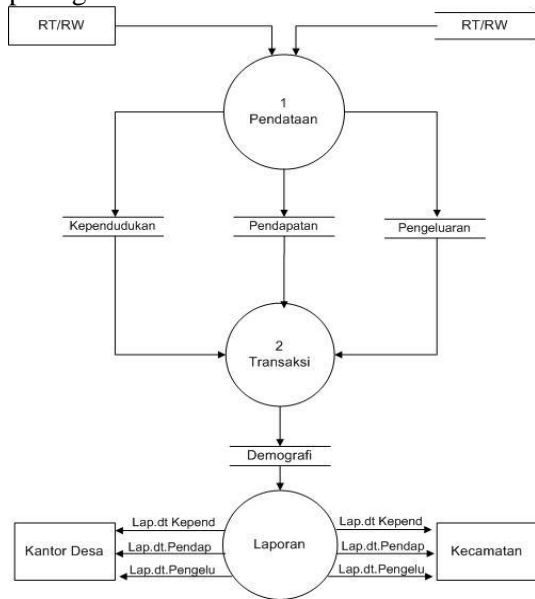 RT/RW
RT/RW
1
Pendataan
Kependudukan
Pendapatan
Pengeluaran
2
Transaksi
Demografi
Lap.dt Kepend
Lap.dt Kepend
Kantor Desa
Lap.dt.Pendap
Laporan
Lap.dt.Pendap
Kecamatan
Lap.dt.Pengelu
Lap.dt.Pengelu